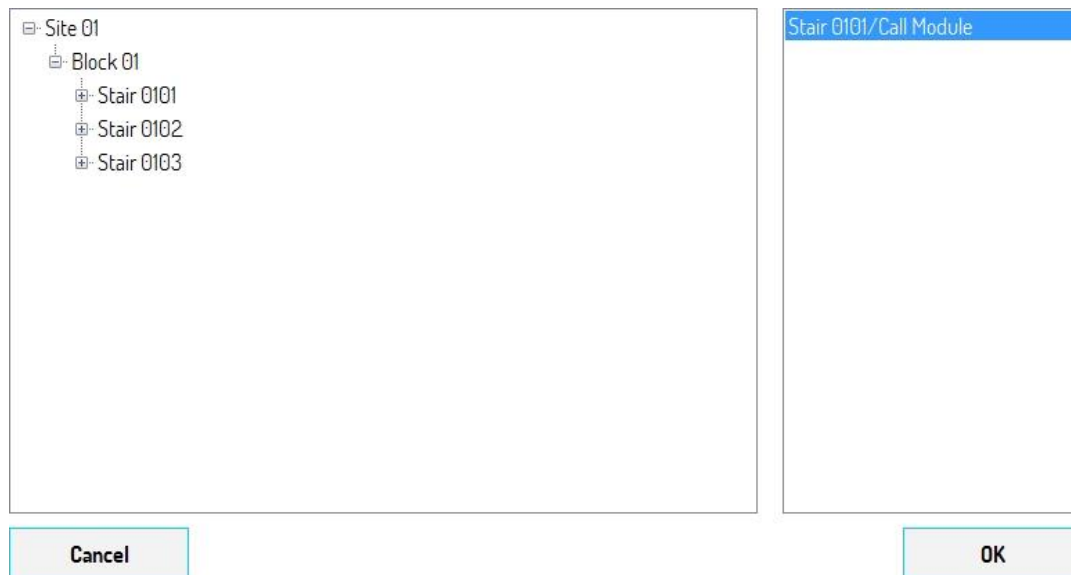 Site 01
Block 01
Stair 0101
Stair 0102
Stair 0103
Stair 0101/Call Module
Cancel
OK